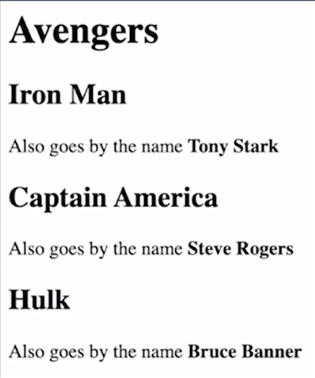 Avengers
Iron Man
Also goes by the name Tony Stark
Captain America
Also goes by the name Steve Rogers
Hulk
Also goes by the name Bruce Banner